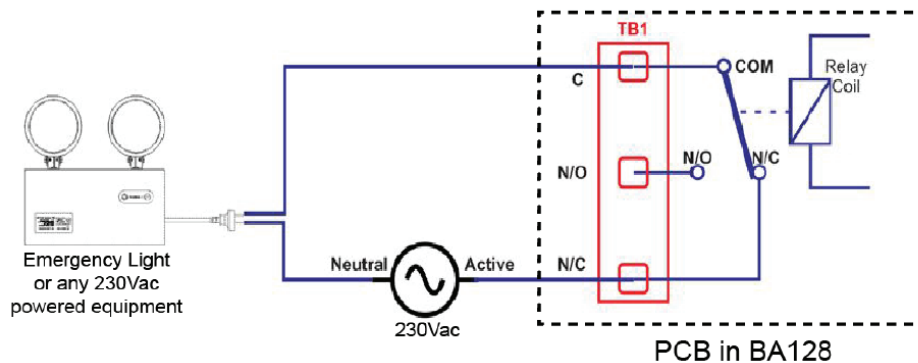 TB1
C
COM
Relay
Coil
N/O
N/O
N/C
Emergency Light
or any 230Vac
powered equipment
Neutral
Active
N/C
230Vac
PCB in BA128